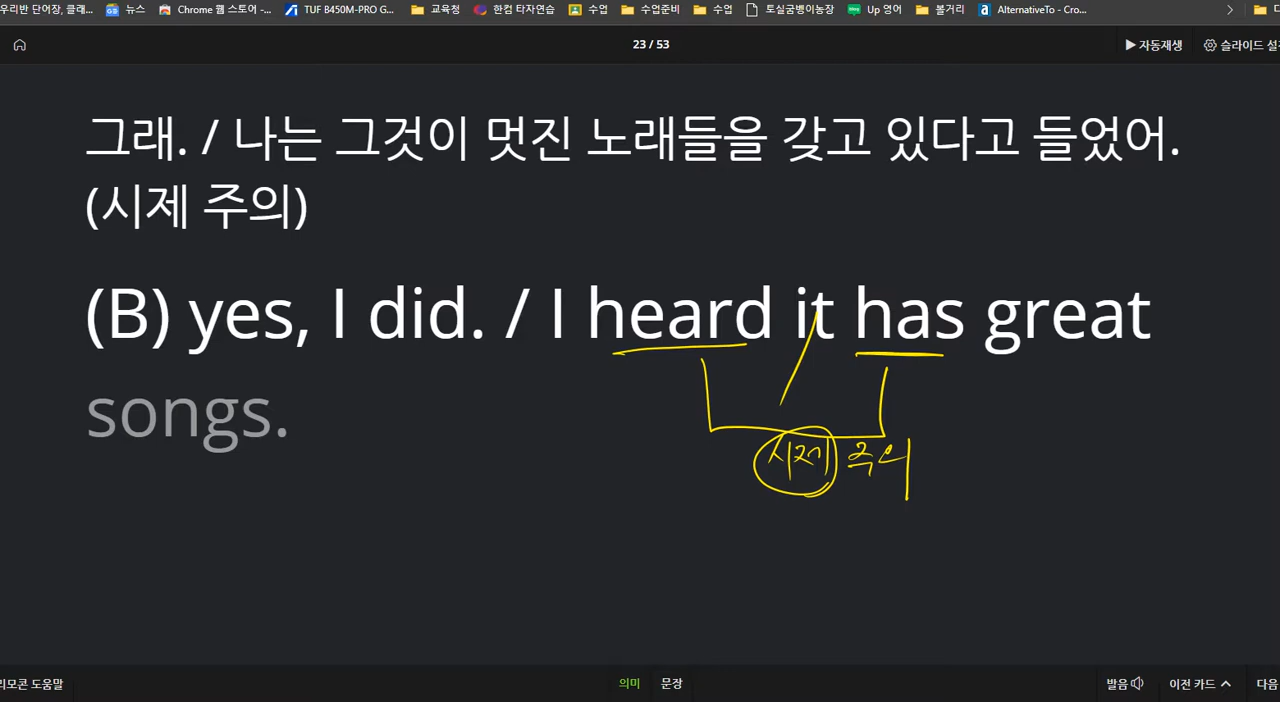 우리반 단어장, 클래... 뉴스 Chrome 웹 스토어 -... TUF B450M-PRO G... 교육청 한컴 타자연습 수업 수업준비 수업 토실굼벵이농장 Up 영어 볼거리 AlternativeTo - Cro...
23 / 53
자동재생 슬라이드 설
그래. / 나는 그것이 멋진 노래들을 갖고 있다고 들었어.
(시제 주의)
(B) yes, I did. / I heard it has great
songs.
시제 주의
리모콘 도움말 의미 문장 발음 이전 카드 다음